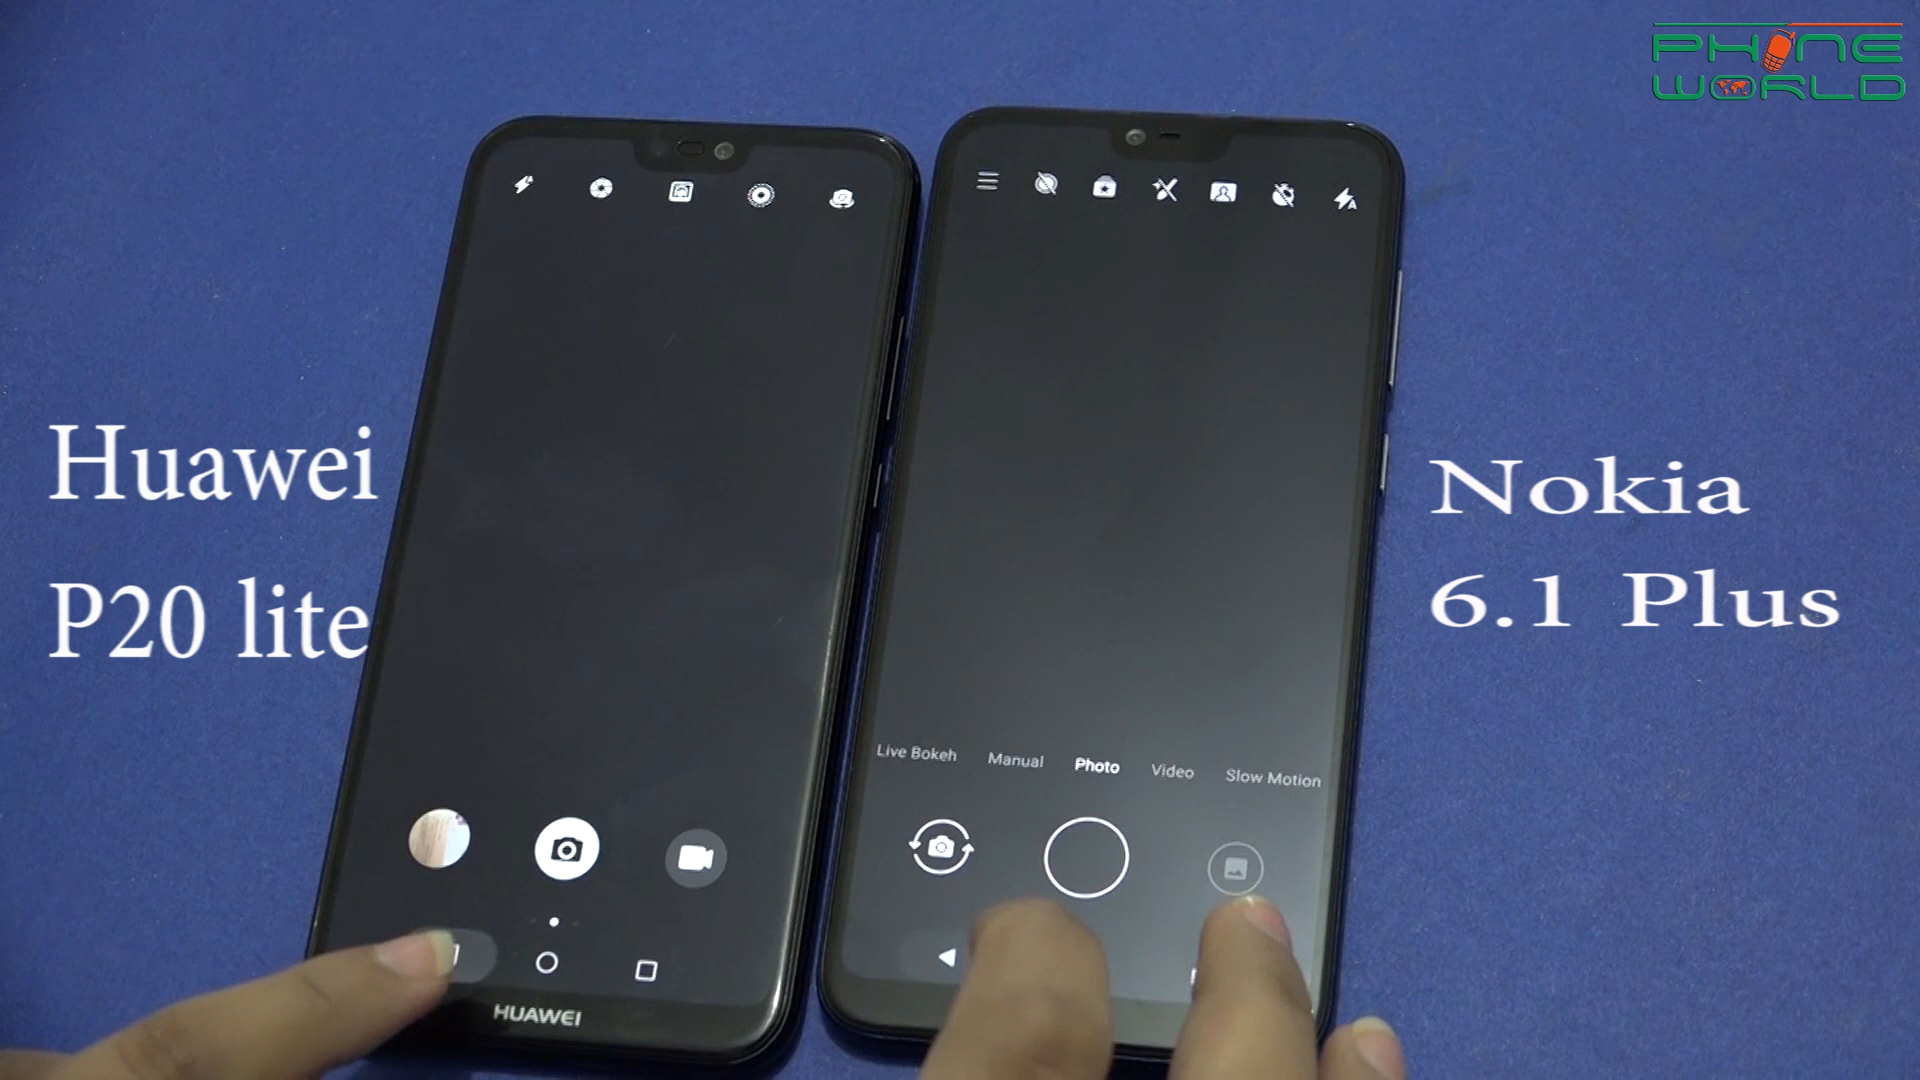 PHONE
WORLD
Huawei
P20 lite
Nokia
6.1 Plus
Live Bokeh Manual Photo Video Slow Motion
HUAWEI